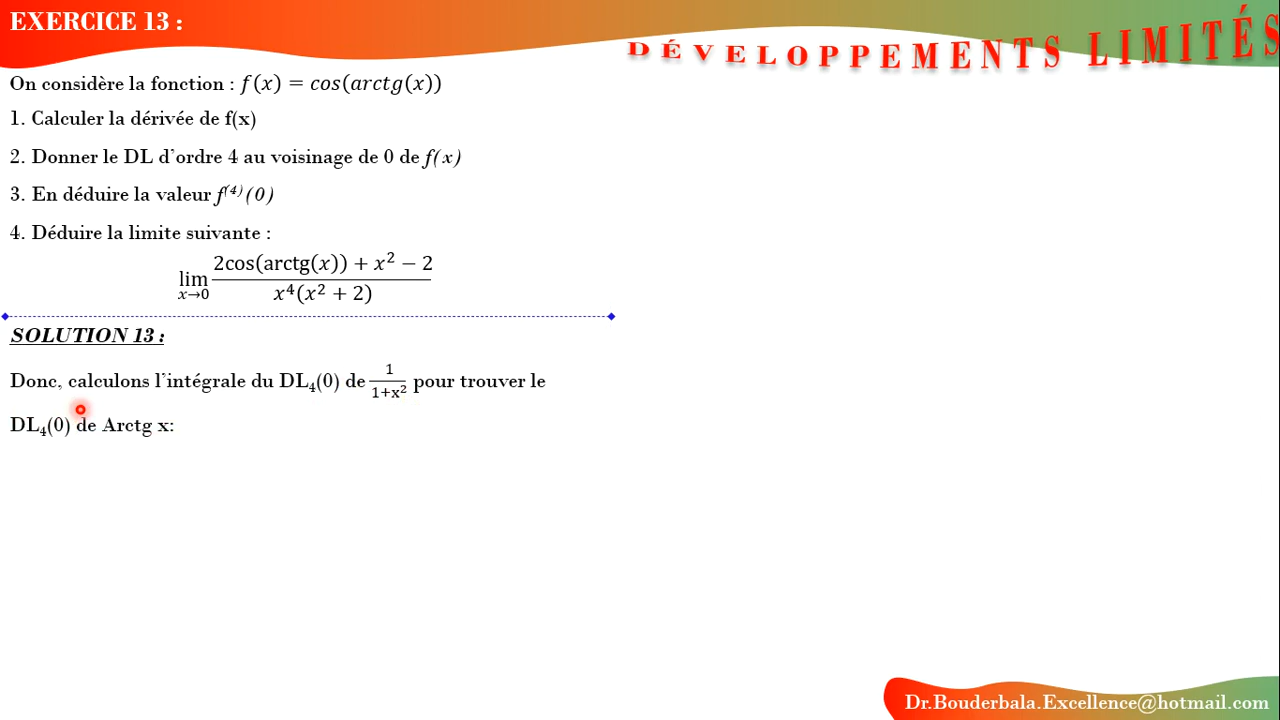 EXERCICE 13 :
DÉVELOPPEMENTS LIMITÉS
On considère la fonction : f(x) = cos(arctg(x))
1. Calculer la dérivée de f(x)
2. Donner le DL d’ordre 4 au voisinage de 0 de f(x)
3. En déduire la valeur f⁽⁴⁾(0)
4. Déduire la limite suivante :
lim x→0 (2cos(arctg(x)) + x² − 2) / (x⁴(x² + 2))
SOLUTION 13 :
Donc, calculons l’intégrale du DL₄(0) de 1/(1+x²) pour trouver le
DL₄(0) de Arctg x:
Dr.Bouderbala.Excellence@hotmail.com